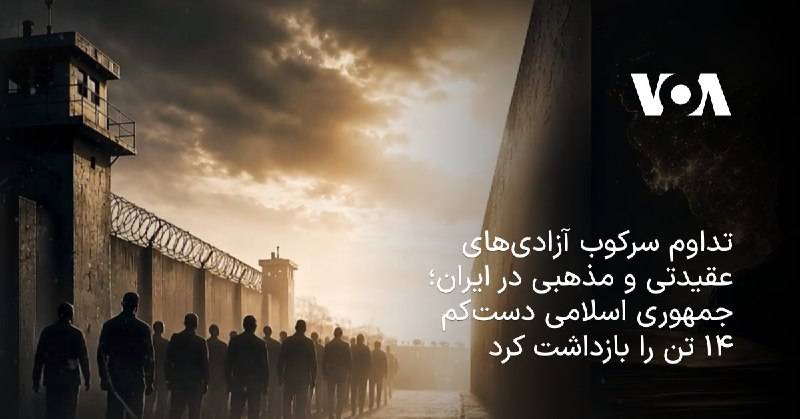 VOA
تداوم سرکوب آزادی‌های
عقیدتی و مذهبی در ایران؛
جمهوری اسلامی دست‌کم
۱۴ تن را بازداشت کرد